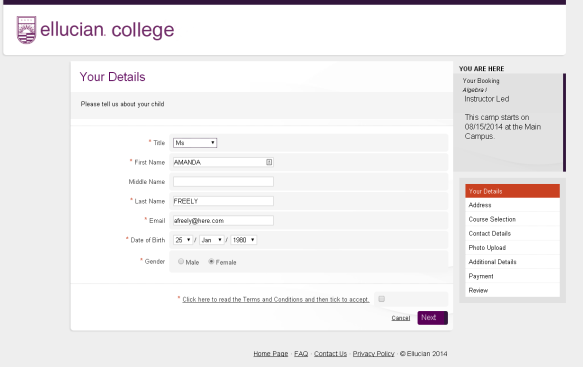 ellucian. college
Your Details
Please tell us about your child
* Title Ms
* First Name AMANDA
Middle Name
* Last Name FREELY
* Email afreely@here.com
* Date of Birth 25 / Jan / 1980
* Gender Male Female
* Click here to read the Terms and Conditions and then tick to accept.
Cancel Next
YOU ARE HERE
Your Booking
Algebra I
Instructor Led
This camp starts on
08/15/2014 at the Main
Campus.
Your Details
Address
Course Selection
Contact Details
Photo Upload
Additional Details
Payment
Review
Home Page · FAQ · Contact Us · Privacy Policy · © Ellucian 2014